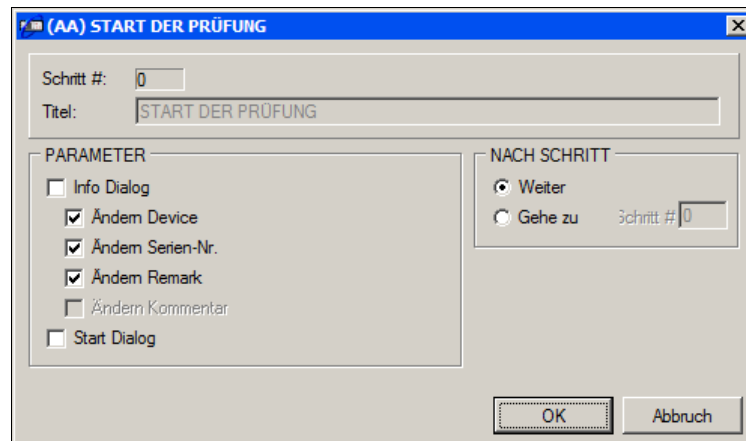 (AA) START DER PRÜFUNG
Schritt #: 0
Titel: START DER PRÜFUNG
PARAMETER
Info Dialog
Ändern Device
Ändern Serien-Nr.
Ändern Remark
Ändern Kommentar
Start Dialog
NACH SCHRITT
Weiter
Gehe zu Schritt # 0
OK Abbruch